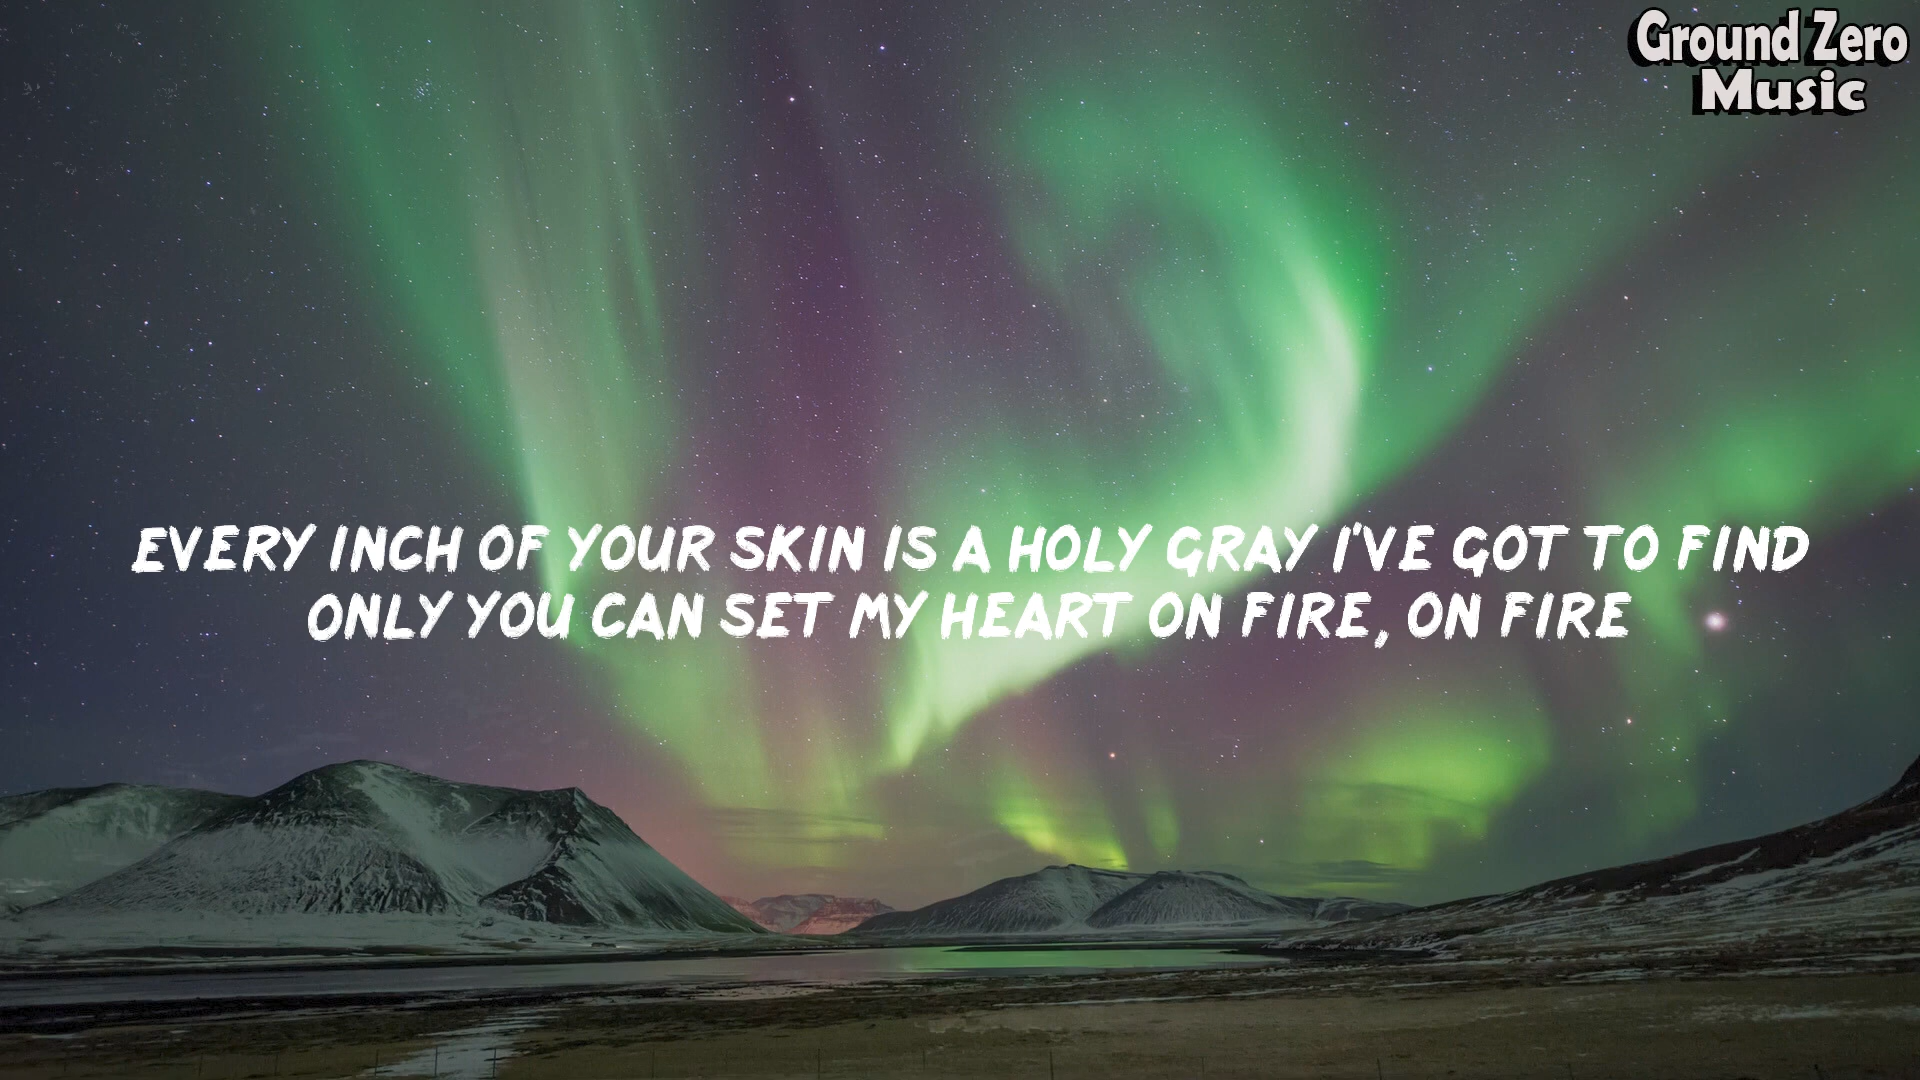 Ground Zero
Music
EVERY INCH OF YOUR SKIN IS A HOLY GRAY I'VE GOT TO FIND
ONLY YOU CAN SET MY HEART ON FIRE, ON FIRE